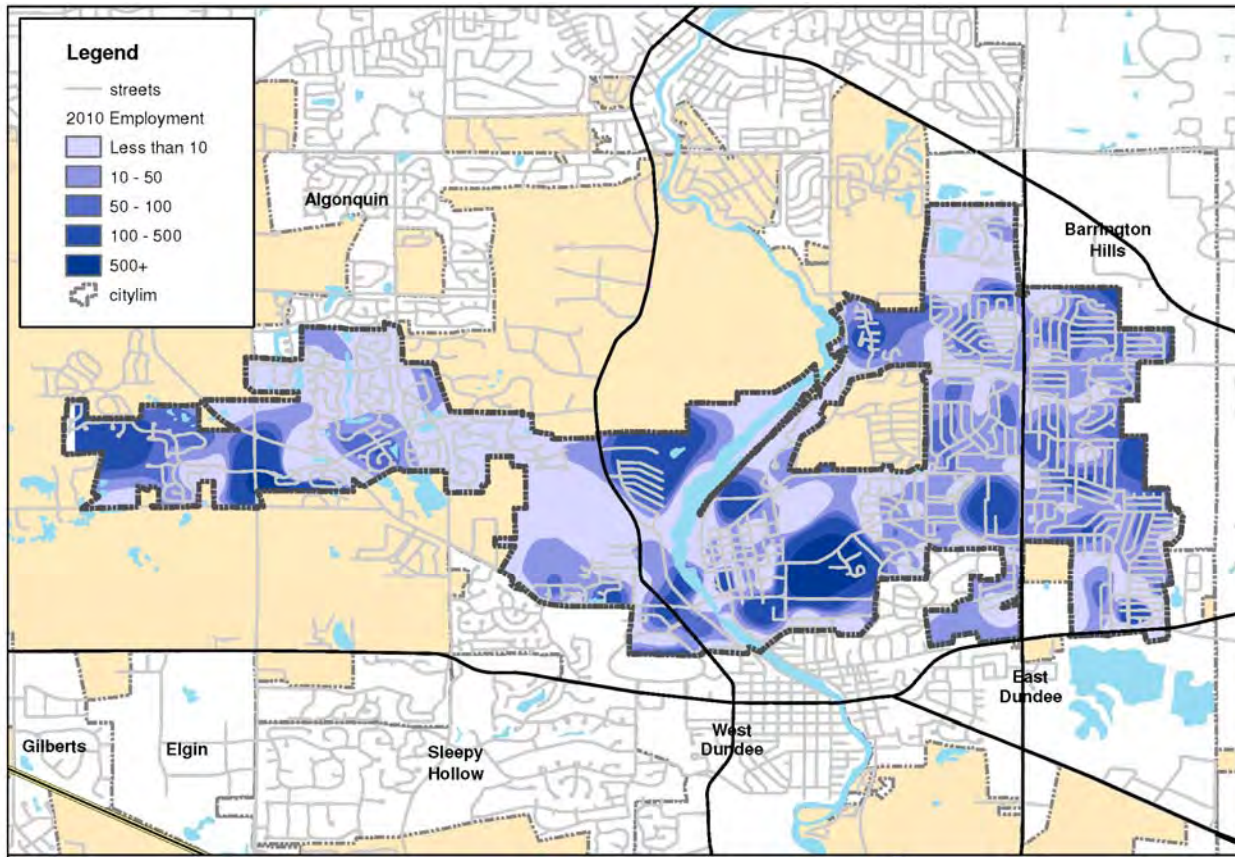 Legend
streets
2010 Employment
Less than 10
10 - 50
50 - 100
100 - 500
500+
citylim
Algonquin
Barrington
Hills
Gilberts
Elgin
Sleepy
Hollow
West
Dundee
East
Dundee